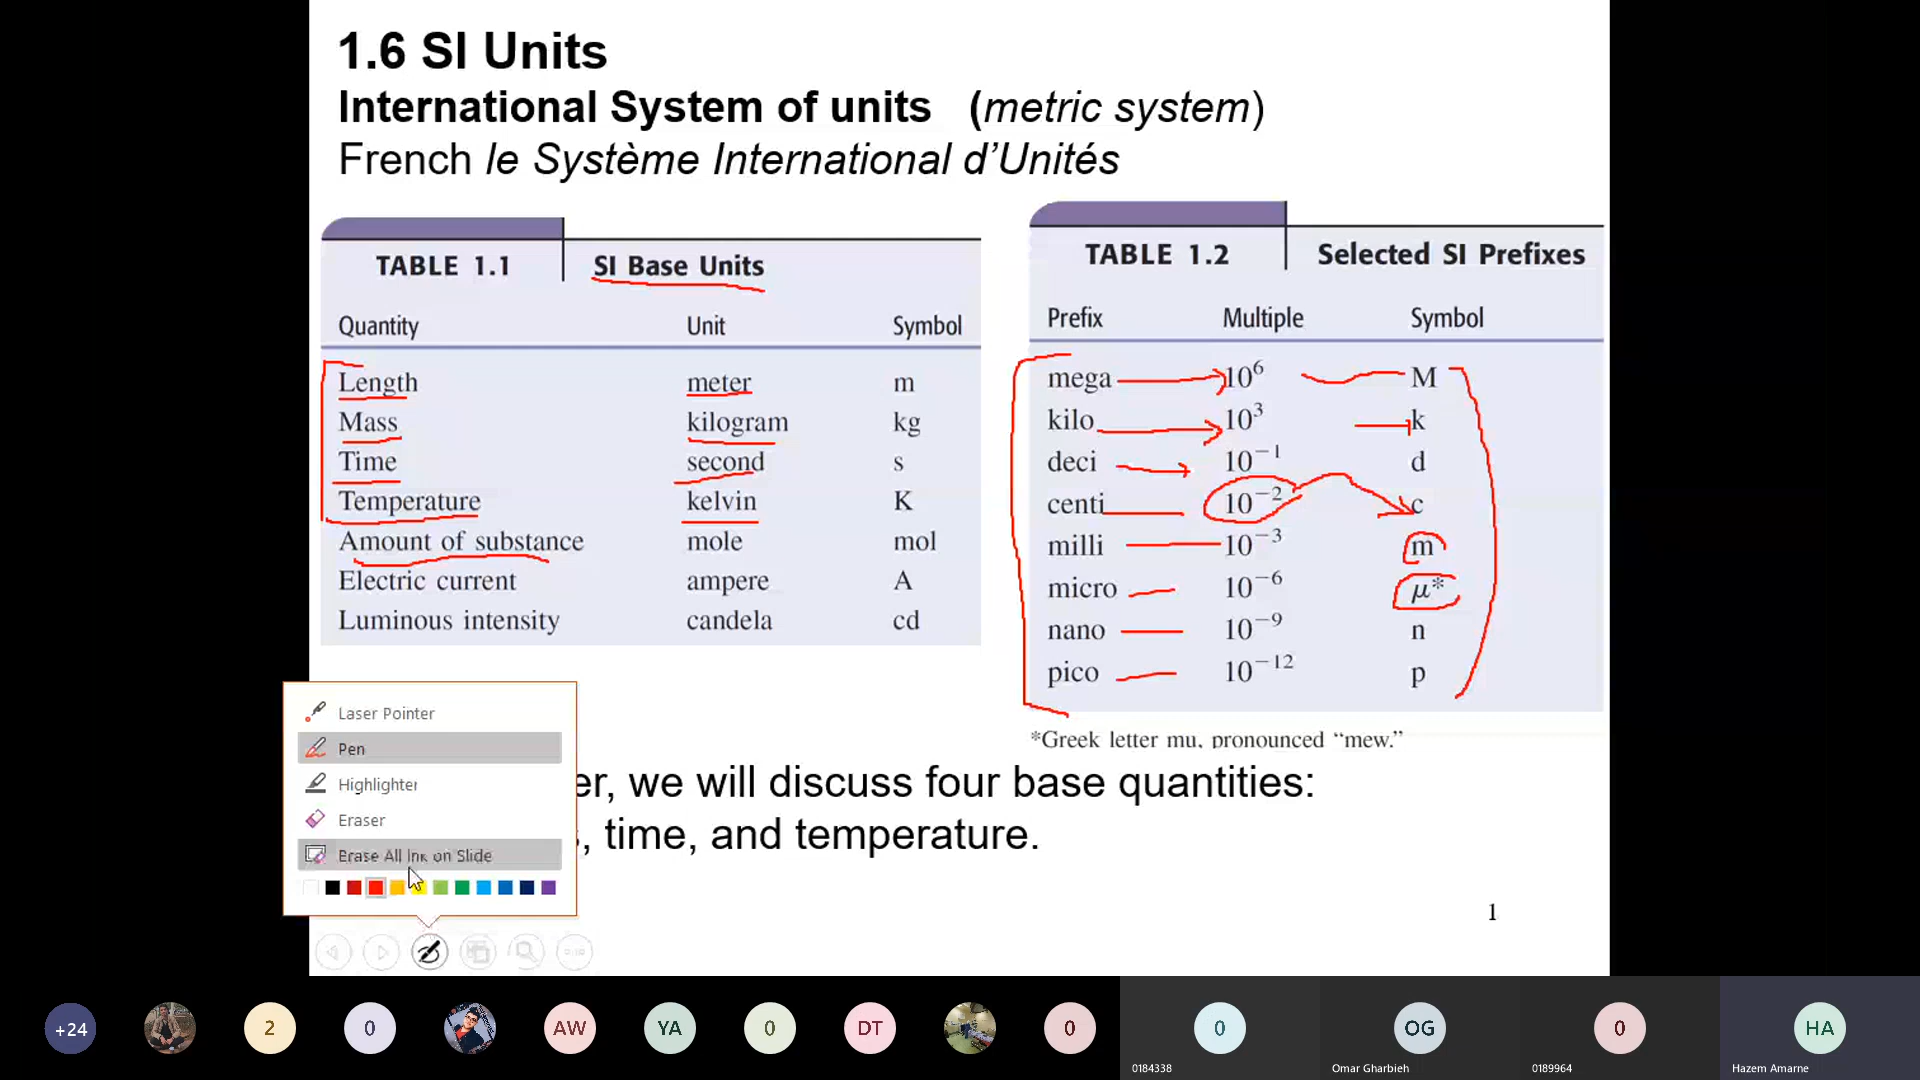 1.6 SI Units
International System of units (metric system)
French le Système International d'Unités
TABLE 1.1 SI Base Units
Quantity Unit Symbol
Length meter m
Mass kilogram kg
Time second s
Temperature kelvin K
Amount of substance mole mol
Electric current ampere A
Luminous intensity candela cd
TABLE 1.2 Selected SI Prefixes
Prefix Multiple Symbol
mega 10⁶ M
kilo 10³ k
deci 10⁻¹ d
centi 10⁻² c
milli 10⁻³ m
micro 10⁻⁶ μ*
nano 10⁻⁹ n
pico 10⁻¹² p
*Greek letter mu, pronounced “mew.”
er, we will discuss four base quantities:
, time, and temperature.
Laser Pointer
Pen
Highlighter
Eraser
Erase All Ink on Slide
1
+24
2
0
AW
YA
0
DT
0
0
OG
0
HA
0184338
Omar Gharbieh
0189964
Hazem Amarne